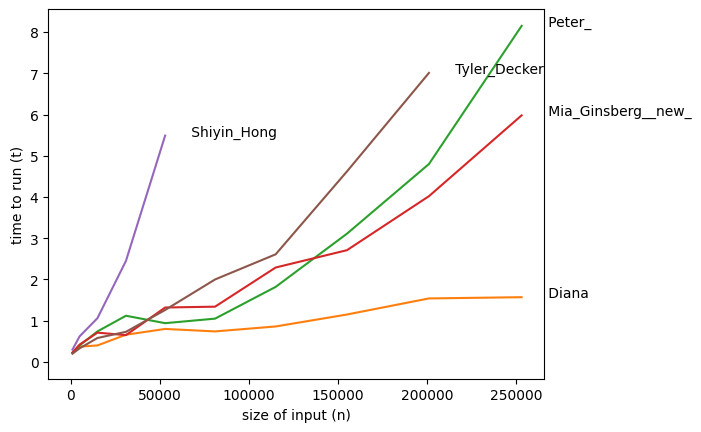 8
7
6
5
4
3
2
1
0
time to run (t)
Peter_
Tyler_Decker
Mia_Ginsberg__new_
Shiyin_Hong
Diana
0 50000 100000 150000 200000 250000
size of input (n)